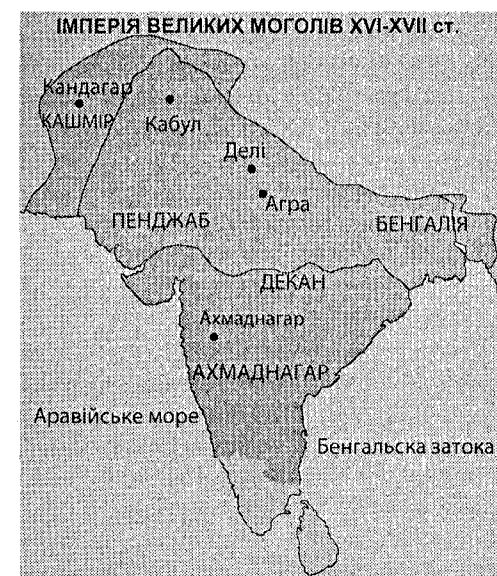 ІМПЕРІЯ ВЕЛИКИХ МОГОЛІВ XVI-XVII ст.
Кандагар
КАШМІР
Кабул
Делі
Агра
ПЕНДЖАБ
БЕНГАЛІЯ
ДЕКАН
Ахмаднагар
АХМАДНАГАР
Аравійське море
Бенгальска затока